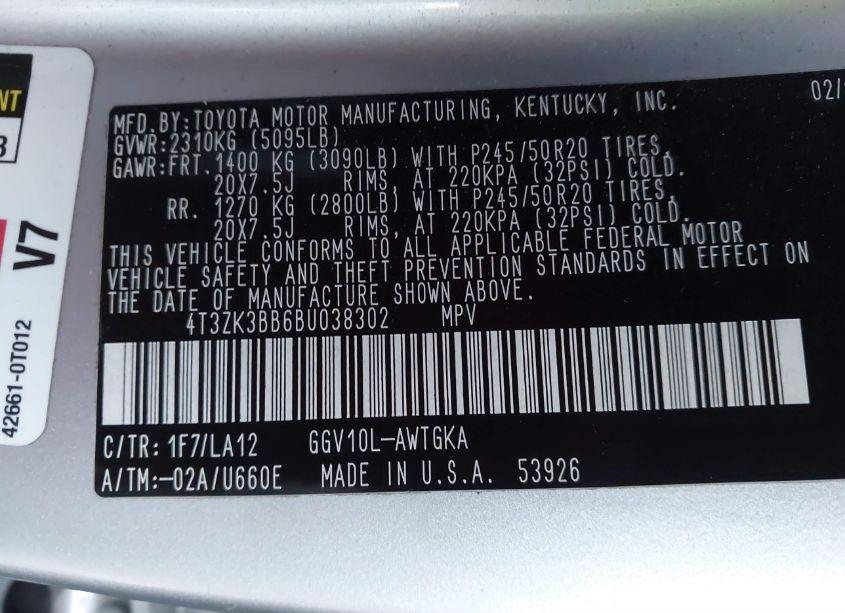 NT
3
V7
42661-0T012
02/
MFD.BY:TOYOTA MOTOR MANUFACTURING, KENTUCKY, INC.
GVWR:2310KG (5095LB)
GAWR:FRT. 1400 KG (3090LB) WITH P245/50R20 TIRES,
20X7.5J RIMS, AT 220KPA (32PSI) COLD.
RR. 1270 KG (2800LB) WITH P245/50R20 TIRES,
20X7.5J RIMS, AT 220KPA (32PSI) COLD.
THIS VEHICLE CONFORMS TO ALL APPLICABLE FEDERAL MOTOR
VEHICLE SAFETY AND THEFT PREVENTION STANDARDS IN EFFECT ON
THE DATE OF MANUFACTURE SHOWN ABOVE.
4T3ZK3BB6BU038302 MPV
C/TR: 1F7/LA12 GGV10L-AWTGKA
A/TM:-02A/U660E MADE IN U.S.A. 53926